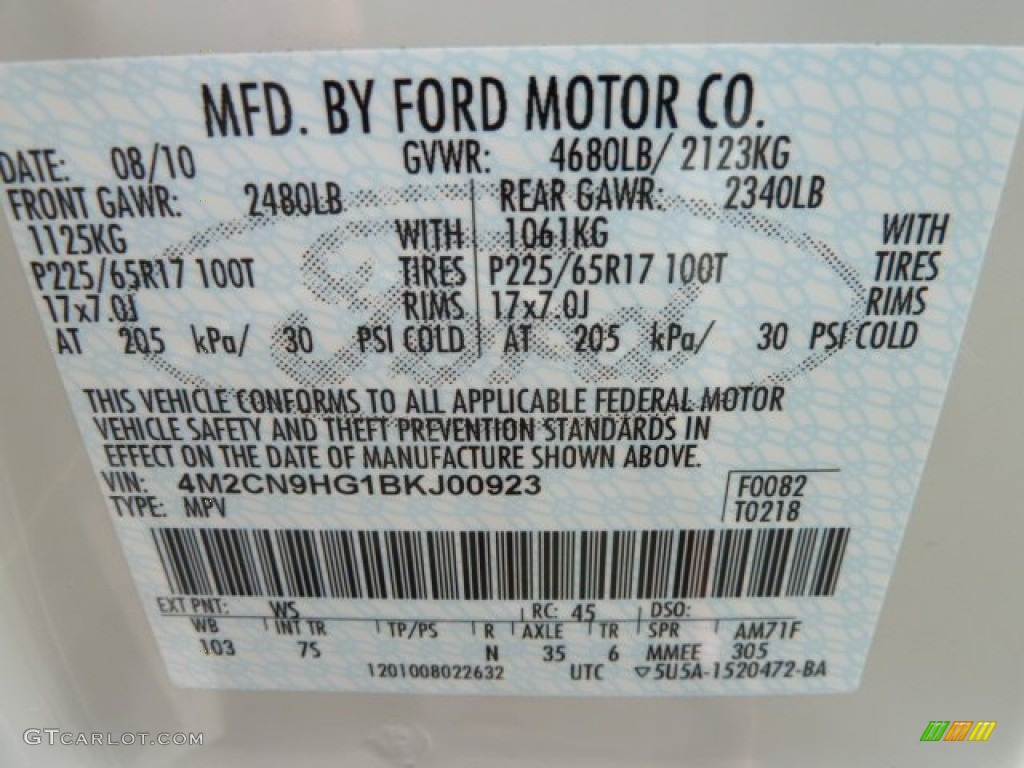 MFD. BY FORD MOTOR CO.
DATE: 08/10 GVWR: 4680LB/ 2123KG
FRONT GAWR: 2480LB REAR GAWR: 2340LB
1125KG WITH 1061KG WITH
P225/65R17 100T TIRES P225/65R17 100T TIRES
17x7.0J RIMS 17x7.0J RIMS
AT 205 kPa/ 30 PSI COLD AT 205 kPa/ 30 PSI COLD
Ford
THIS VEHICLE CONFORMS TO ALL APPLICABLE FEDERAL MOTOR
VEHICLE SAFETY AND THEFT PREVENTION STANDARDS IN
EFFECT ON THE DATE OF MANUFACTURE SHOWN ABOVE.
VIN: 4M2CN9HG1BKJ00923 F0082
TYPE: MPV T0218
EXT PNT: WS RC: 45 DSO:
WB INT TR TP/PS R AXLE TR SPR AM71F
103 7S N 35 6 MMEE 305
1201008022632 UTC ▽5U5A-1520472-BA
GTCARLOT.COM